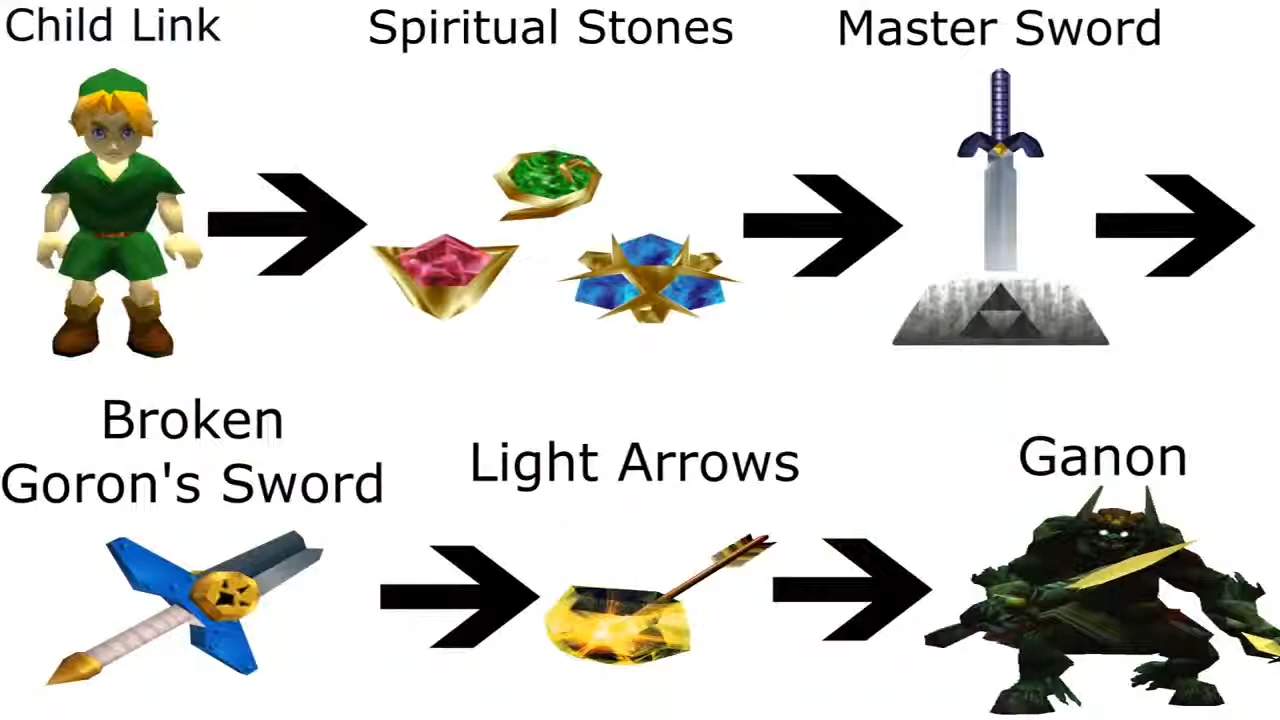 Child Link
Spiritual Stones
Master Sword
Broken
Goron's Sword
Light Arrows
Ganon